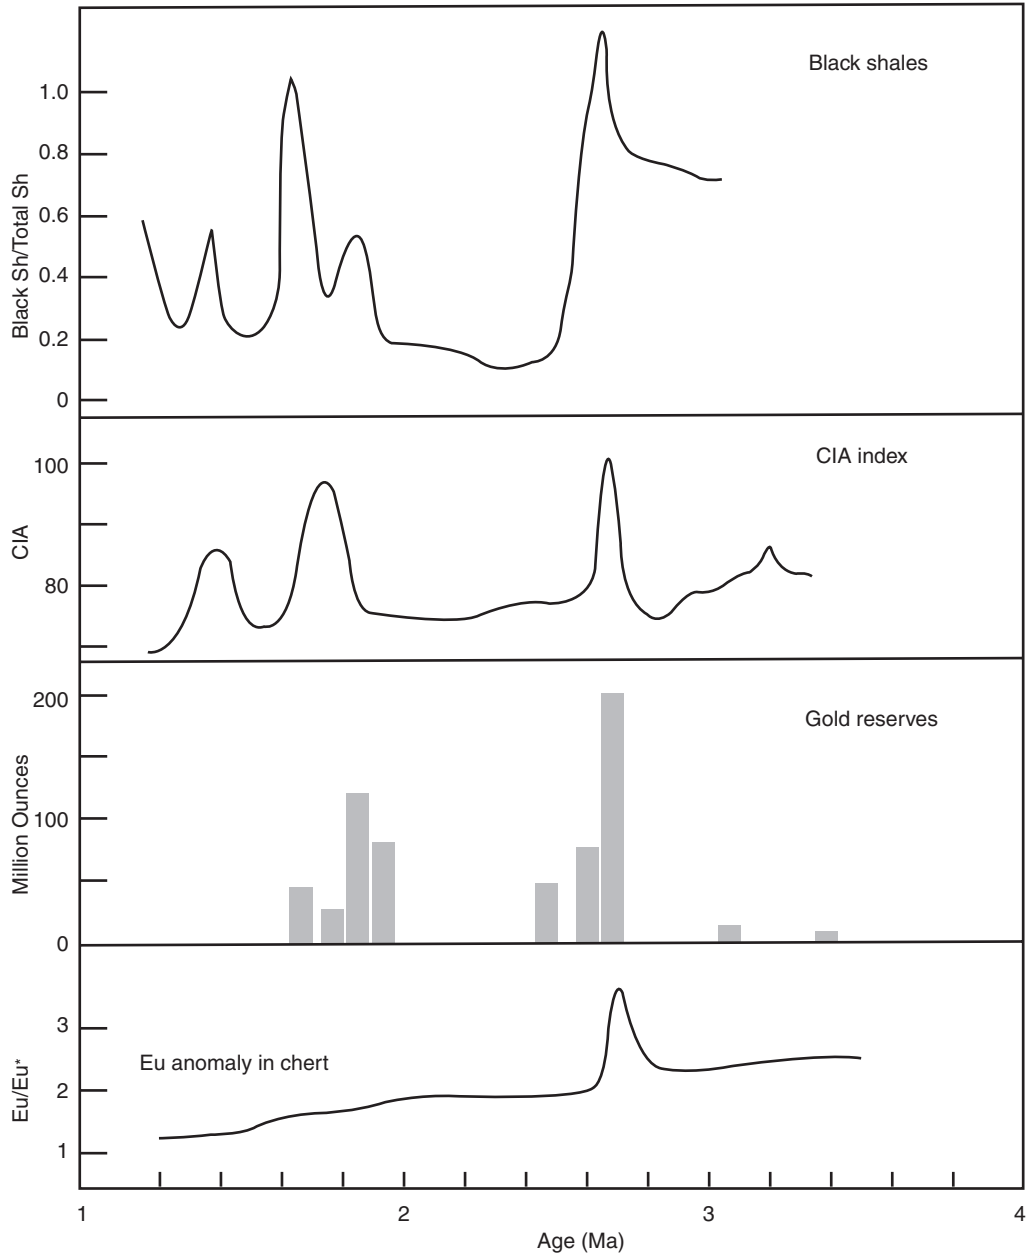 Black shales
1.0
0.8
0.6
0.4
0.2
0
Black Sh/Total Sh
CIA index
100
80
CIA
Gold reserves
200
100
0
Million Ounces
Eu anomaly in chert
3
2
1
Eu/Eu*
1 2 3 4
Age (Ma)